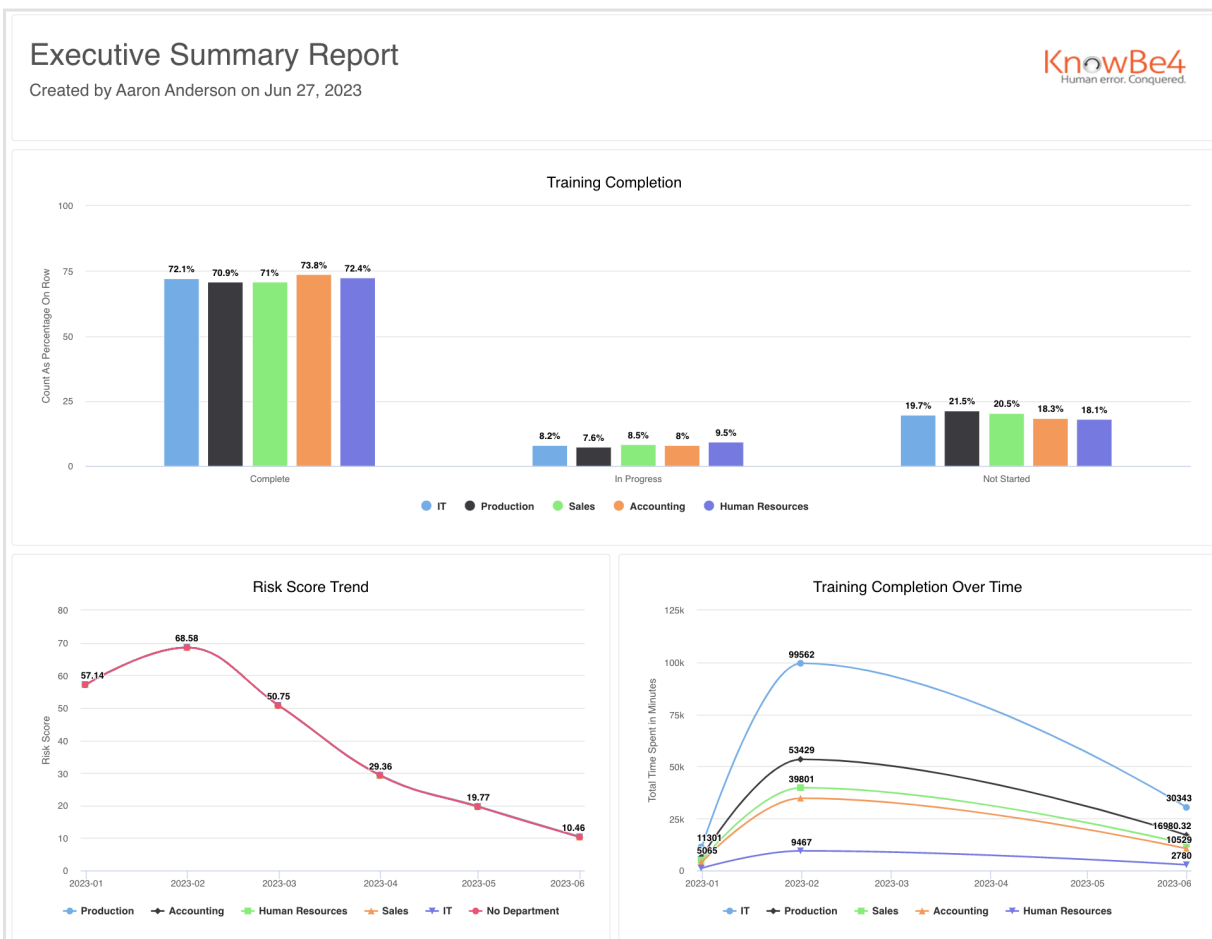 Executive Summary Report
Created by Aaron Anderson on Jun 27, 2023
KnowBe4
Human error. Conquered.
Training Completion
Count As Percentage On Row
100
75
50
25
0
72.1%
70.9%
71%
73.8%
72.4%
8.2%
7.6%
8.5%
8%
9.5%
19.7%
21.5%
20.5%
18.3%
18.1%
Complete
In Progress
Not Started
IT
Production
Sales
Accounting
Human Resources
Risk Score Trend
Risk Score
80
70
60
50
40
30
20
10
0
57.14
68.58
50.75
29.36
19.77
10.46
2023-01
2023-02
2023-03
2023-04
2023-05
2023-06
Production
Accounting
Human Resources
Sales
IT
No Department
Training Completion Over Time
Total Time Spent in Minutes
125k
100k
75k
50k
25k
0
99562
53429
39801
9467
11301
5065
30343
16980.32
10529
2780
2023-01
2023-02
2023-03
2023-04
2023-05
2023-06
IT
Production
Sales
Accounting
Human Resources